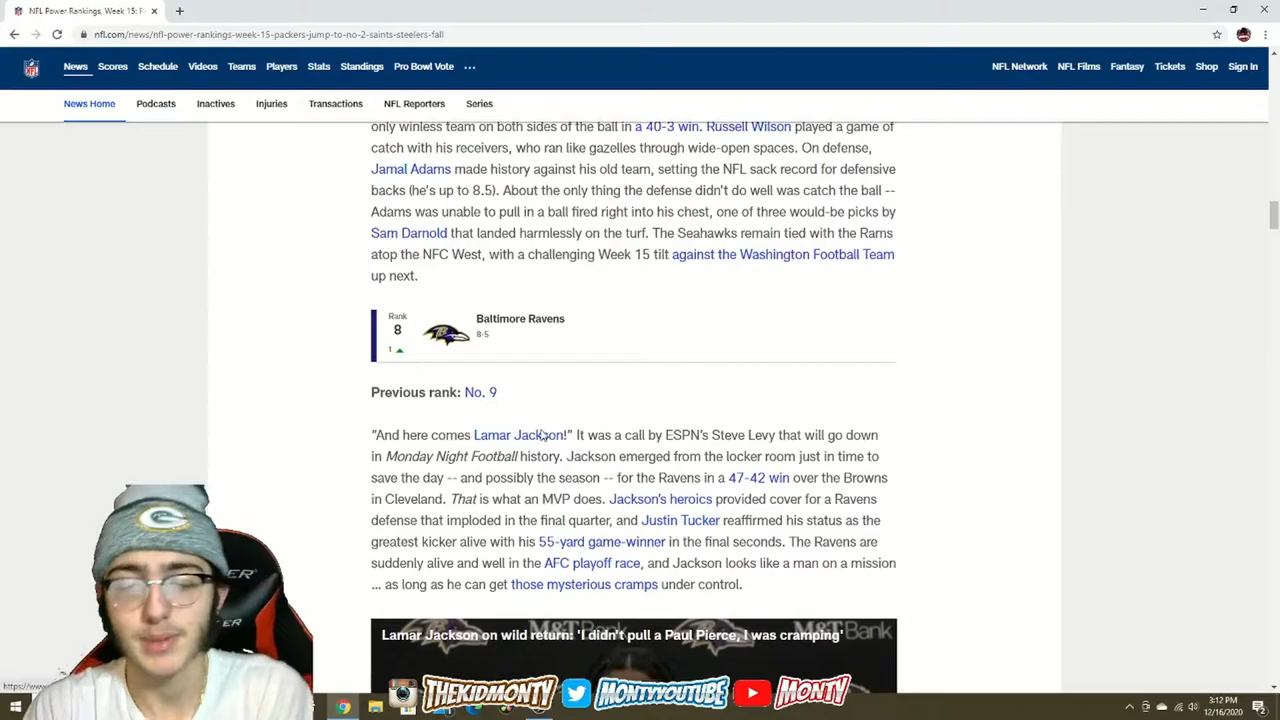 NFL Power Rankings, Week 15: F
nfl.com/news/nfl-power-rankings-week-15-packers-jump-to-no-2-saints-steelers-fall
NFL News Scores Schedule Videos Teams Players Stats Standings Pro Bowl Vote ... NFL Network NFL Films Fantasy Tickets Shop Sign In
News Home Podcasts Inactives Injuries Transactions NFL Reporters Series
only winless team on both sides of the ball in a 40-3 win. Russell Wilson played a game of
catch with his receivers, who ran like gazelles through wide-open spaces. On defense,
Jamal Adams made history against his old team, setting the NFL sack record for defensive
backs (he's up to 8.5). About the only thing the defense didn't do well was catch the ball --
Adams was unable to pull in a ball fired right into his chest, one of three would-be picks by
Sam Darnold that landed harmlessly on the turf. The Seahawks remain tied with the Rams
atop the NFC West, with a challenging Week 15 tilt against the Washington Football Team
up next.
Rank
8
1
Baltimore Ravens
8-5
Previous rank: No. 9
"And here comes Lamar Jackson!" It was a call by ESPN's Steve Levy that will go down
in Monday Night Football history. Jackson emerged from the locker room just in time to
save the day -- and possibly the season -- for the Ravens in a 47-42 win over the Browns
in Cleveland. That is what an MVP does. Jackson's heroics provided cover for a Ravens
defense that imploded in the final quarter, and Justin Tucker reaffirmed his status as the
greatest kicker alive with his 55-yard game-winner in the final seconds. The Ravens are
suddenly alive and well in the AFC playoff race, and Jackson looks like a man on a mission
... as long as he can get those mysterious cramps under control.
Lamar Jackson on wild return: 'I didn't pull a Paul Pierce, I was cramping'
M&T Bank
G
ER
ER
https://www.
THEKIDMONTY MONTYYOUTUBE MONTY
3:12 PM
12/16/2020
2